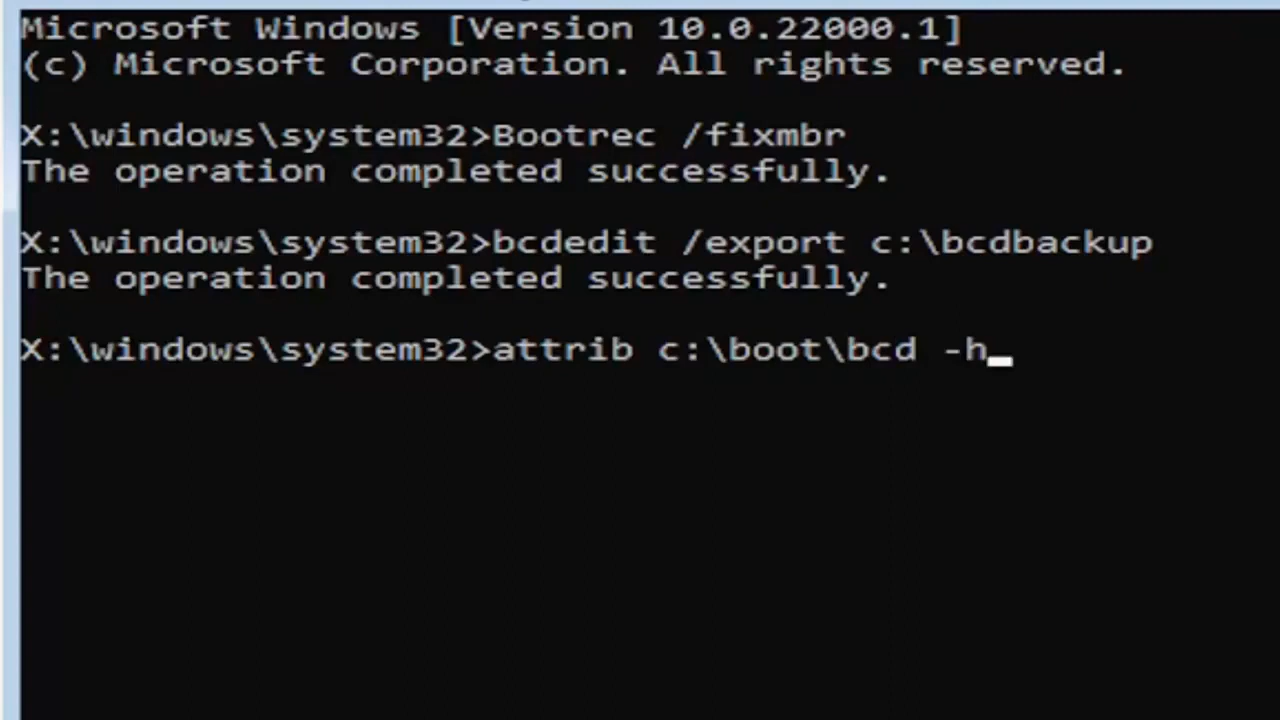 Microsoft Windows [Version 10.0.22000.1]
(c) Microsoft Corporation. All rights reserved.
X:\windows\system32>Bootrec /fixmbr
The operation completed successfully.
X:\windows\system32>bcdedit /export c:\bcdbackup
The operation completed successfully.
X:\windows\system32>attrib c:\boot\bcd -h